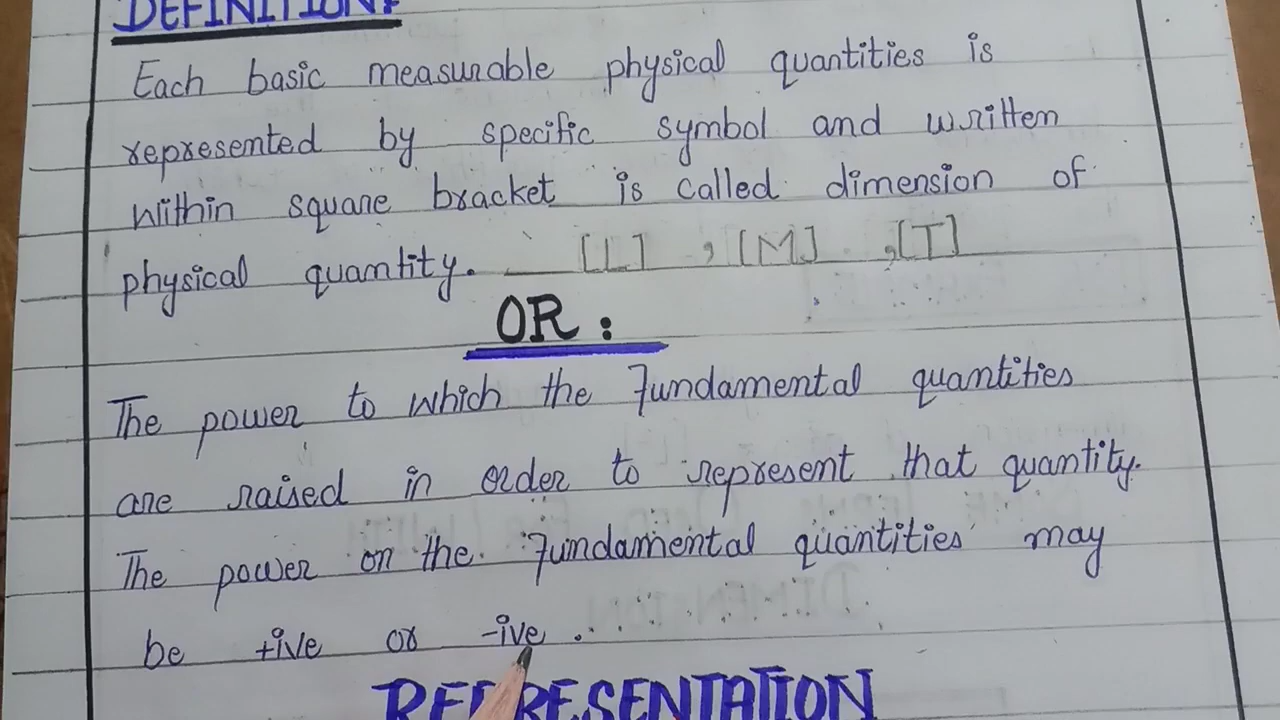 DEFINITION:
Each basic measurable physical quantities is
represented by specific symbol and written
within square bracket is called dimension of
physical quantity. [L] , [M] , [T]
OR :
The power to which the fundamental quantities
are raised in order to represent that quantity.
The power on the fundamental quantities may
be +ive or -ive .
REPRESENTATION